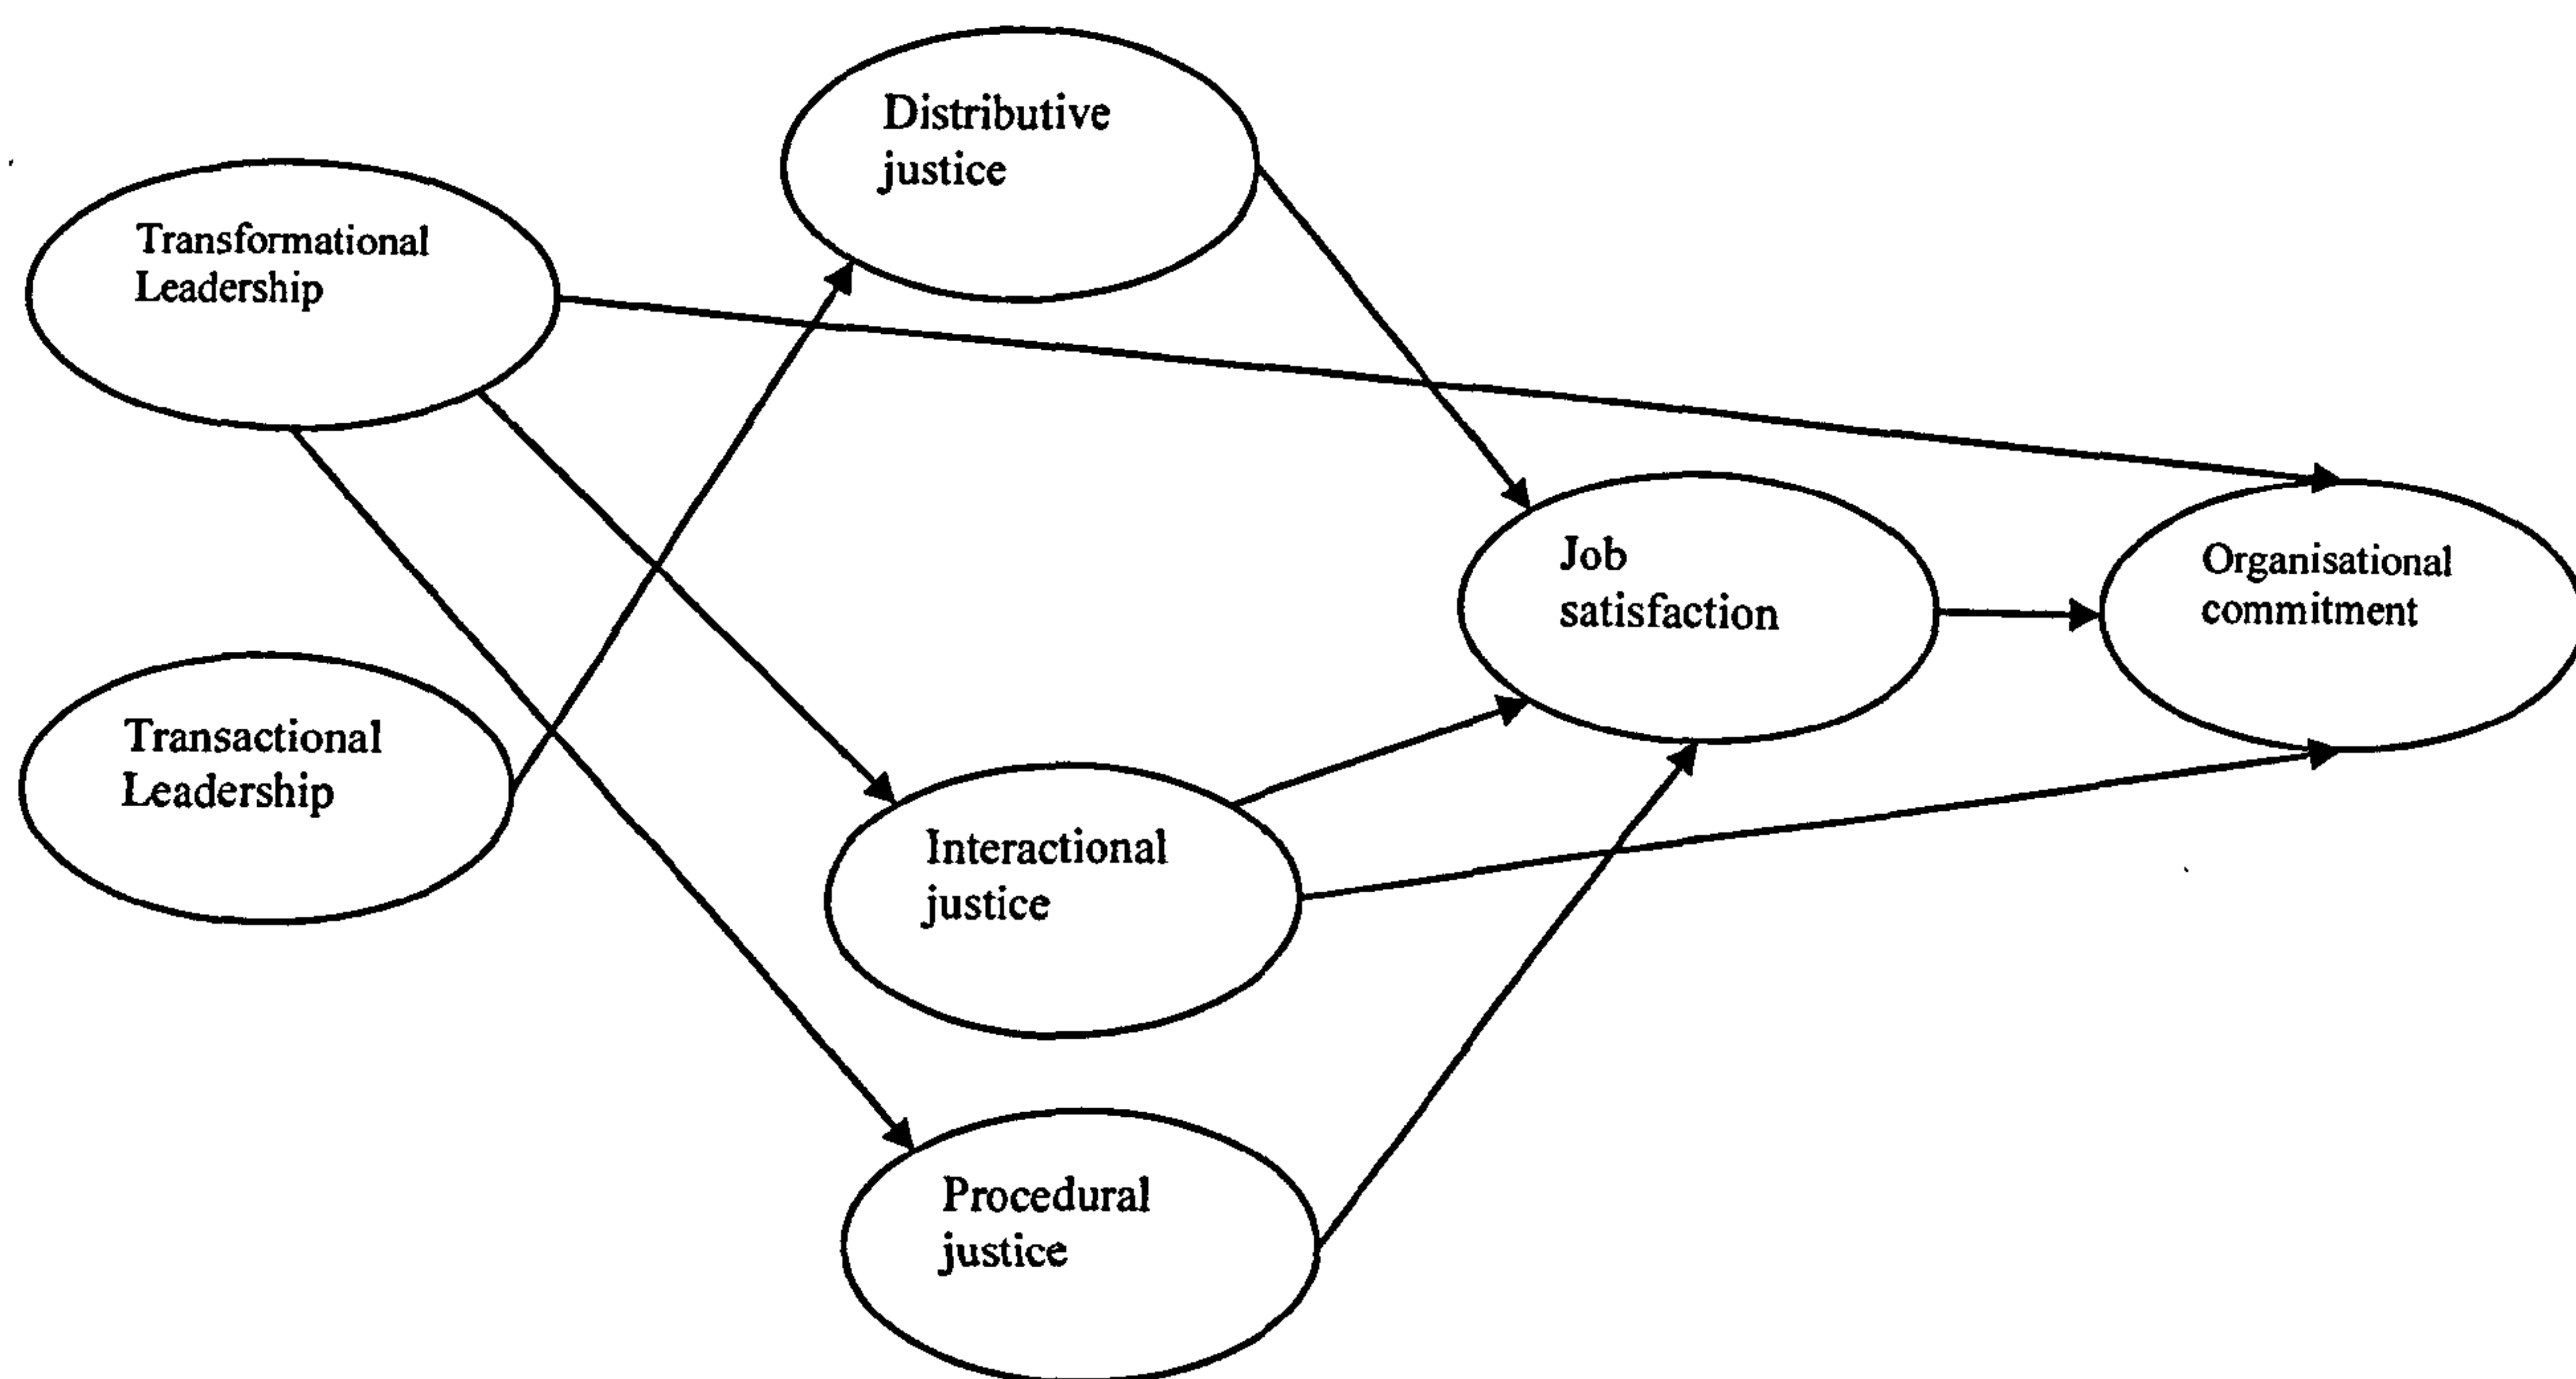 Distributive
justice
Transformational
Leadership
Job
satisfaction
Organisational
commitment
Transactional
Leadership
Interactional
justice
Procedural
justice